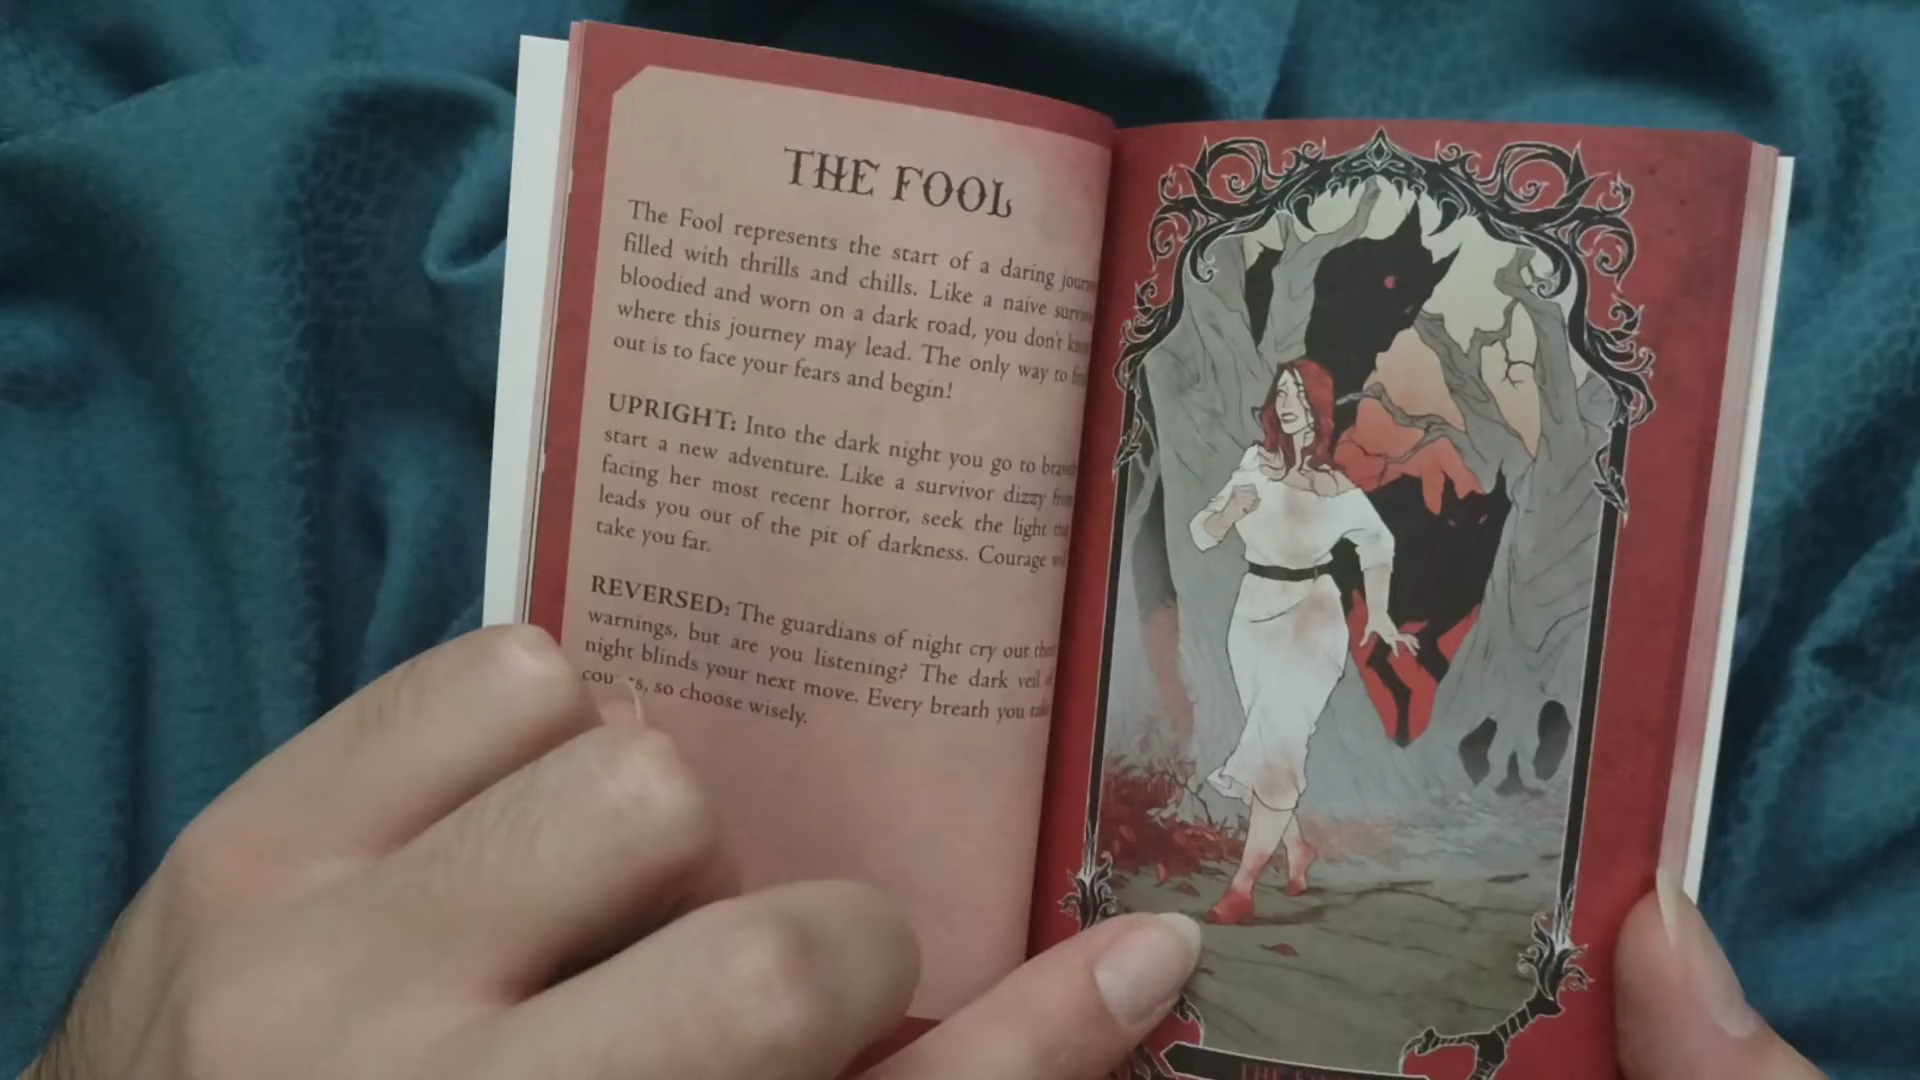 THE FOOL
The Fool represents the start of a daring
filled with thrills and chills. Like a naive
bloodied and worn on a dark road, you don't
where this journey may lead. The only way to
out is to face your fears and begin!
UPRIGHT: Into the dark night you go to
start a new adventure. Like a survivor dizzy
facing her most recent horror, seek the light
leads you out of the pit of darkness. Courage
take you far.
REVERSED: The guardians of night cry out
warnings, but are you listening? The dark veil
night blinds your next move. Every breath you
so choose wisely.